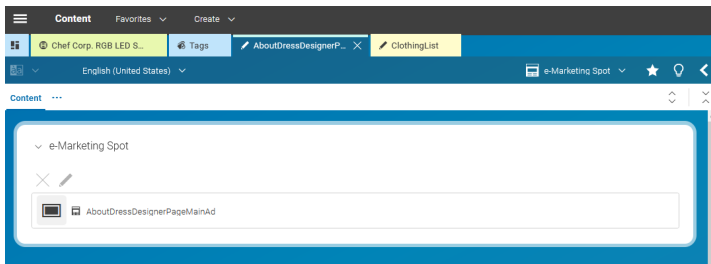 Content Favorites Create
Chef Corp. RGB LED S... Tags AboutDressDesignerP... ClothingList
English (United States) e-Marketing Spot
Content ...
e-Marketing Spot
AboutDressDesignerPageMainAd